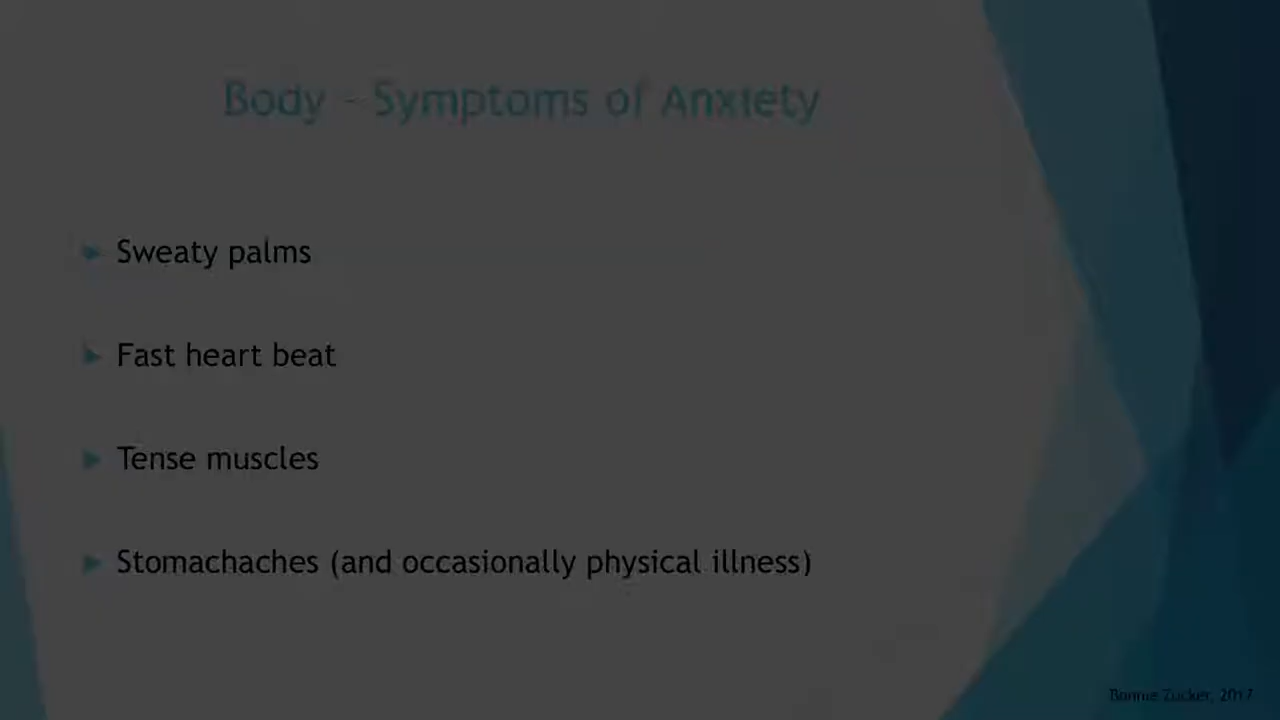 Body - Symptoms of Anxiety
Sweaty palms
Fast heart beat
Tense muscles
Stomachaches (and occasionally physical illness)
Bonnie Zucker, 2017